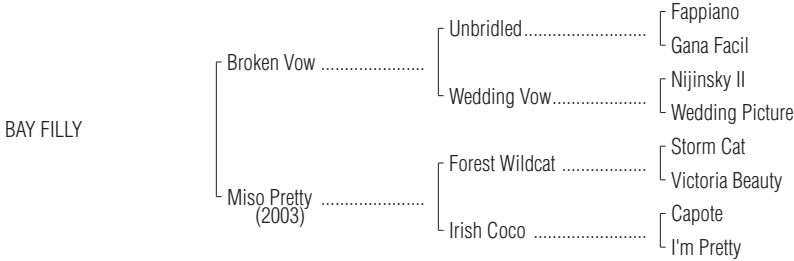 Fappiano
Unbridled
Gana Facil
Broken Vow
Nijinsky II
Wedding Vow
Wedding Picture
BAY FILLY
Storm Cat
Forest Wildcat
Victoria Beauty
Miso Pretty
(2003)
Capote
Irish Coco
I'm Pretty